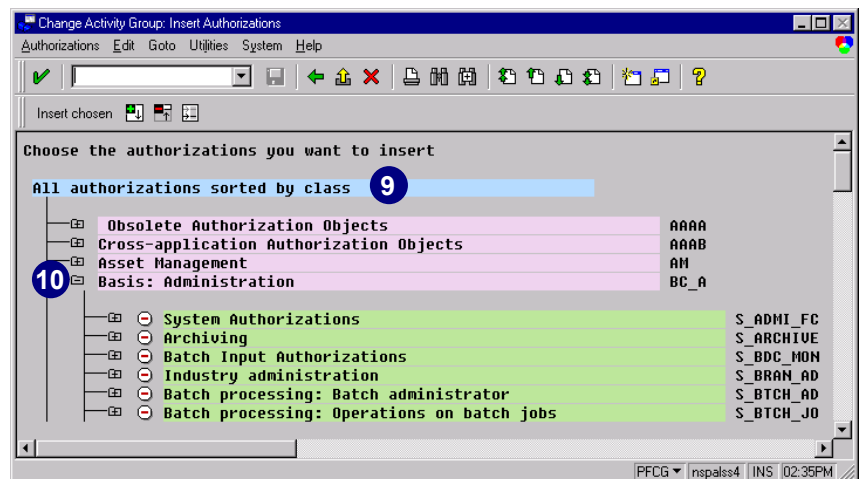 Change Activity Group: Insert Authorizations
Authorizations Edit Goto Utilities System Help
Insert chosen
Choose the authorizations you want to insert
All authorizations sorted by class 9
Obsolete Authorization Objects AAAA
Cross-application Authorization Objects AAAB
Asset Management AM
10 Basis: Administration BC_A
System Authorizations S_ADMI_FC
Archiving S_ARCHIVE
Batch Input Authorizations S_BDC_MON
Industry administration S_BRAN_AD
Batch processing: Batch administrator S_BTCH_AD
Batch processing: Operations on batch jobs S_BTCH_JO
PFCG nspalss4 INS 02:35PM